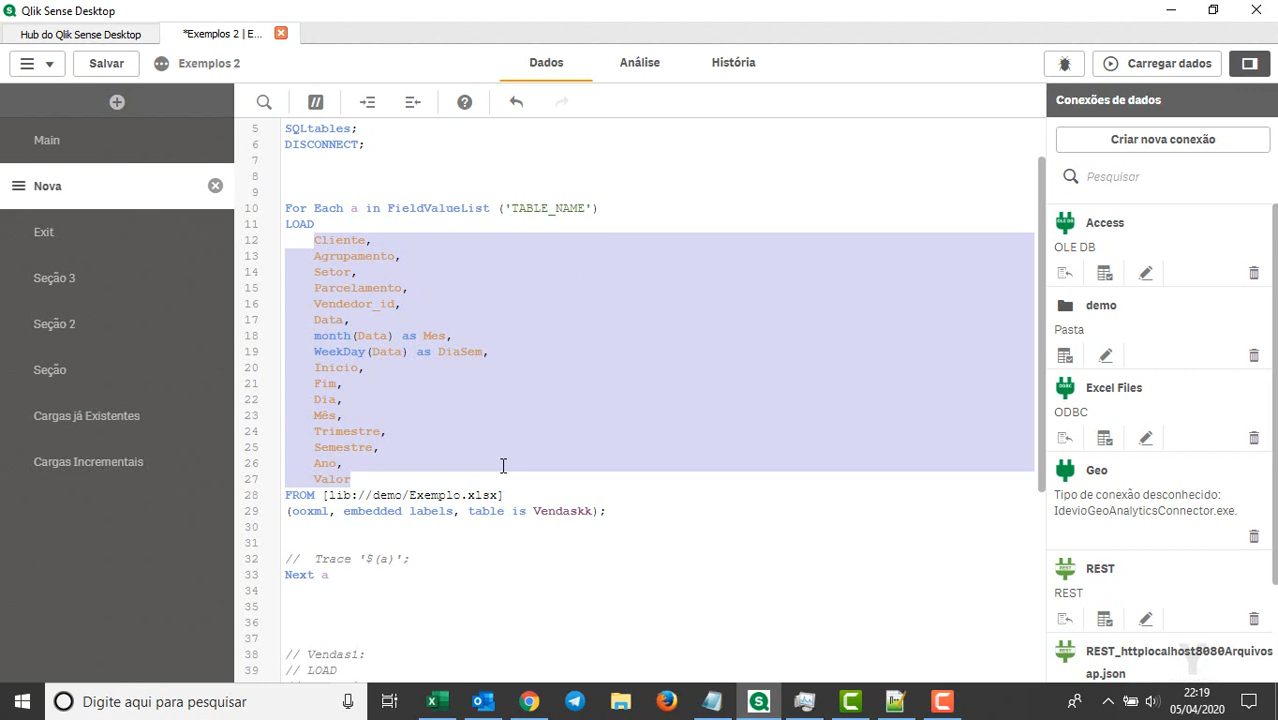 Qlik Sense Desktop
Hub do Qlik Sense Desktop
*Exemplos 2 | E...
Salvar
Exemplos 2
Dados
Análise
História
Carregar dados
Main
Nova
Exit
Seção 3
Seção 2
Seção
Cargas já Existentes
Cargas Incrementais
5 SQLtables;
6 DISCONNECT;
7
8
9
10 For Each a in FieldValueList ('TABLE_NAME')
11 LOAD
12 Cliente,
13 Agrupamento,
14 Setor,
15 Parcelamento,
16 Vendedor_id,
17 Data,
18 month(Data) as Mes,
19 WeekDay(Data) as DiaSem,
20 Inicio,
21 Fim,
22 Dia,
23 Mês,
24 Trimestre,
25 Semestre,
26 Ano,
27 Valor
28 FROM [lib://demo/Exemplo.xlsx]
29 (ooxml, embedded labels, table is Vendaskk);
30
31
32 // Trace '$(a)';
33 Next a
34
35
36
37
38 // Vendas1:
39 // LOAD
Conexões de dados
Criar nova conexão
Pesquisar
Access
OLE DB
demo
Pasta
Excel Files
ODBC
Geo
Tipo de conexão desconhecido:
IdevioGeoAnalyticsConnector.exe.
REST
REST
REST_httplocalhost8080Arquivos
ap.json
Digite aqui para pesquisar
22:19
05/04/2020